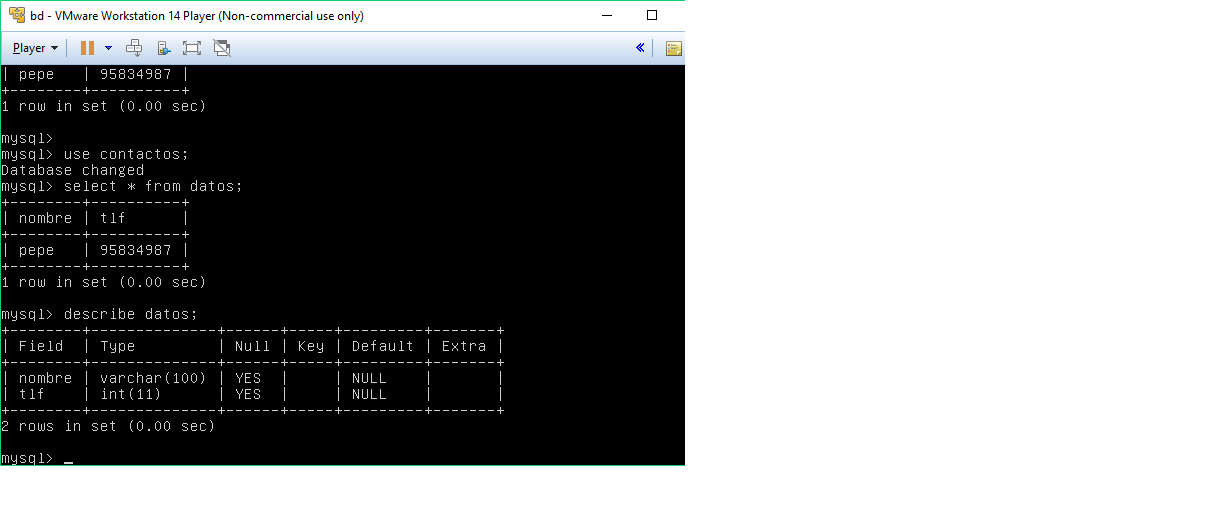 bd - VMware Workstation 14 Player (Non-commercial use only)
Player
| pepe   | 95834987 |
+--------+----------+
1 row in set (0.00 sec)
mysql>
mysql> use contactos;
Database changed
mysql> select * from datos;
+--------+----------+
| nombre | tlf      |
+--------+----------+
| pepe   | 95834987 |
+--------+----------+
1 row in set (0.00 sec)
mysql> describe datos;
+--------+--------------+------+-----+---------+-------+
| Field  | Type         | Null | Key | Default | Extra |
+--------+--------------+------+-----+---------+-------+
| nombre | varchar(100) | YES  |     | NULL    |       |
| tlf    | int(11)      | YES  |     | NULL    |       |
+--------+--------------+------+-----+---------+-------+
2 rows in set (0.00 sec)
mysql> _